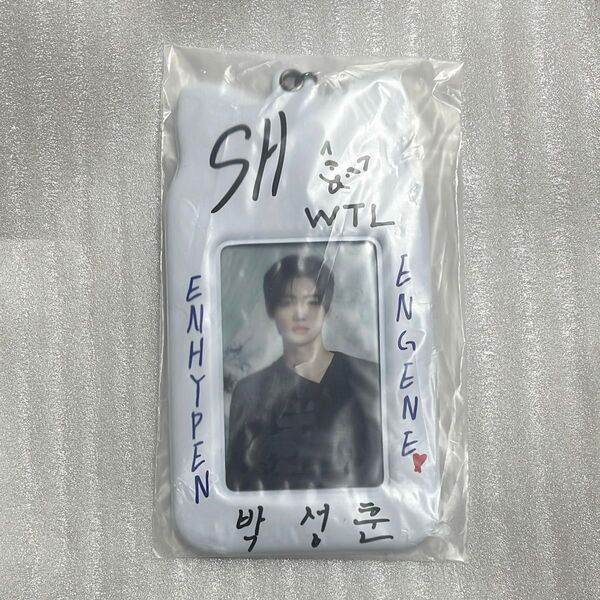 SH
WTL
ENHYPEN
ENGENE
박 성 훈